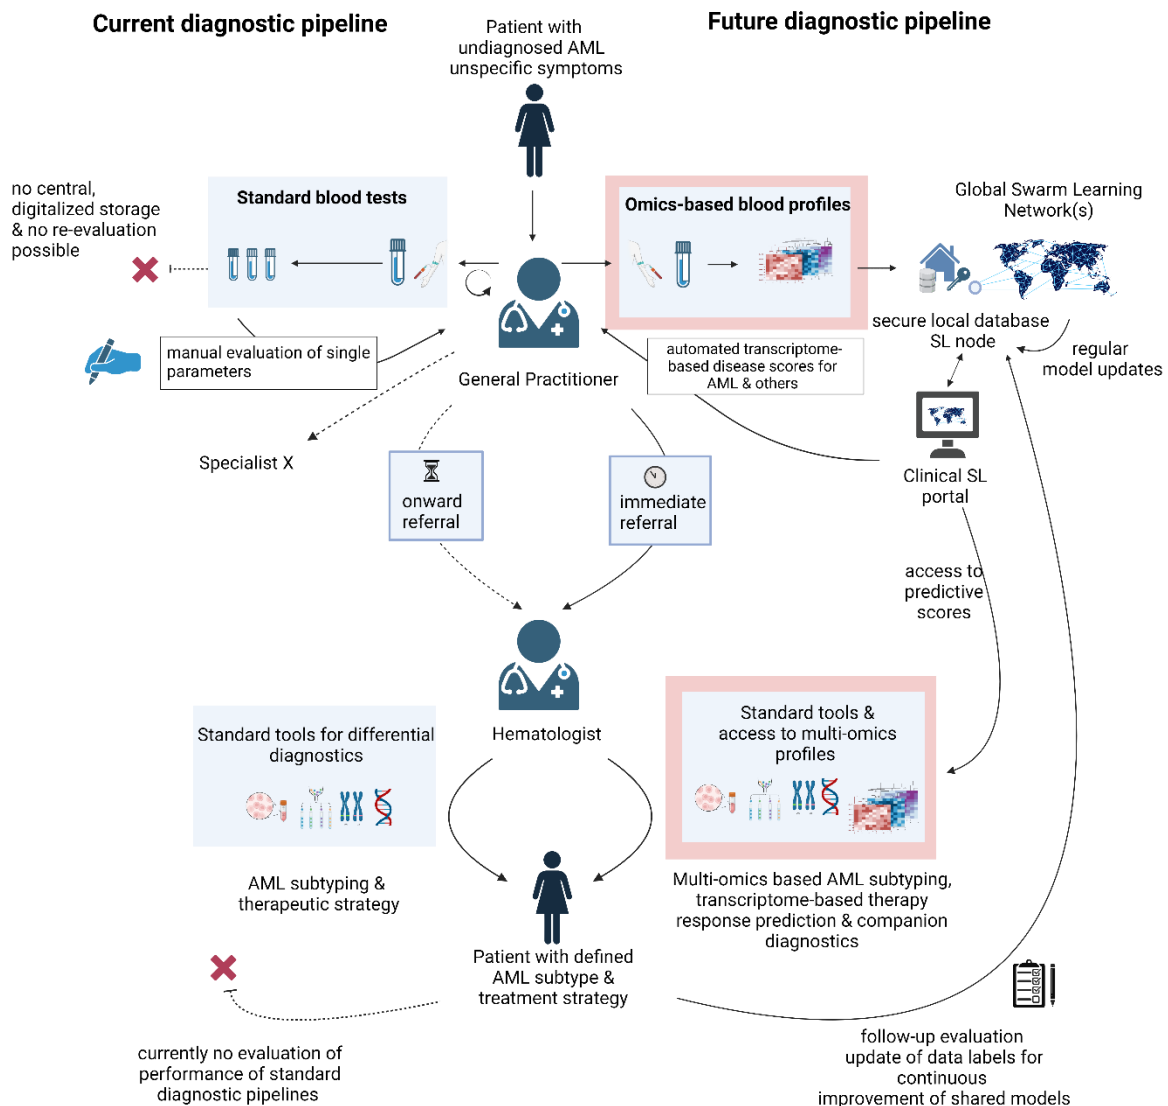 Current diagnostic pipeline
Future diagnostic pipeline
Patient with
undiagnosed AML
unspecific symptoms
no central,
digitalized storage
& no re-evaluation
possible
Standard blood tests
Omics-based blood profiles
Global Swarm Learning
Network(s)
manual evaluation of single
parameters
General Practitioner
automated transcriptome-
based disease scores for
AML & others
secure local database
SL node
regular
model updates
Specialist X
onward
referral
immediate
referral
Clinical SL
portal
access to
predictive
scores
Hematologist
Standard tools for differential
diagnostics
Standard tools &
access to multi-omics
profiles
AML subtyping &
therapeutic strategy
Multi-omics based AML subtyping,
transcriptome-based therapy
response prediction & companion
diagnostics
Patient with defined
AML subtype &
treatment strategy
currently no evaluation of
performance of standard
diagnostic pipelines
follow-up evaluation
update of data labels for
continuous
improvement of shared models